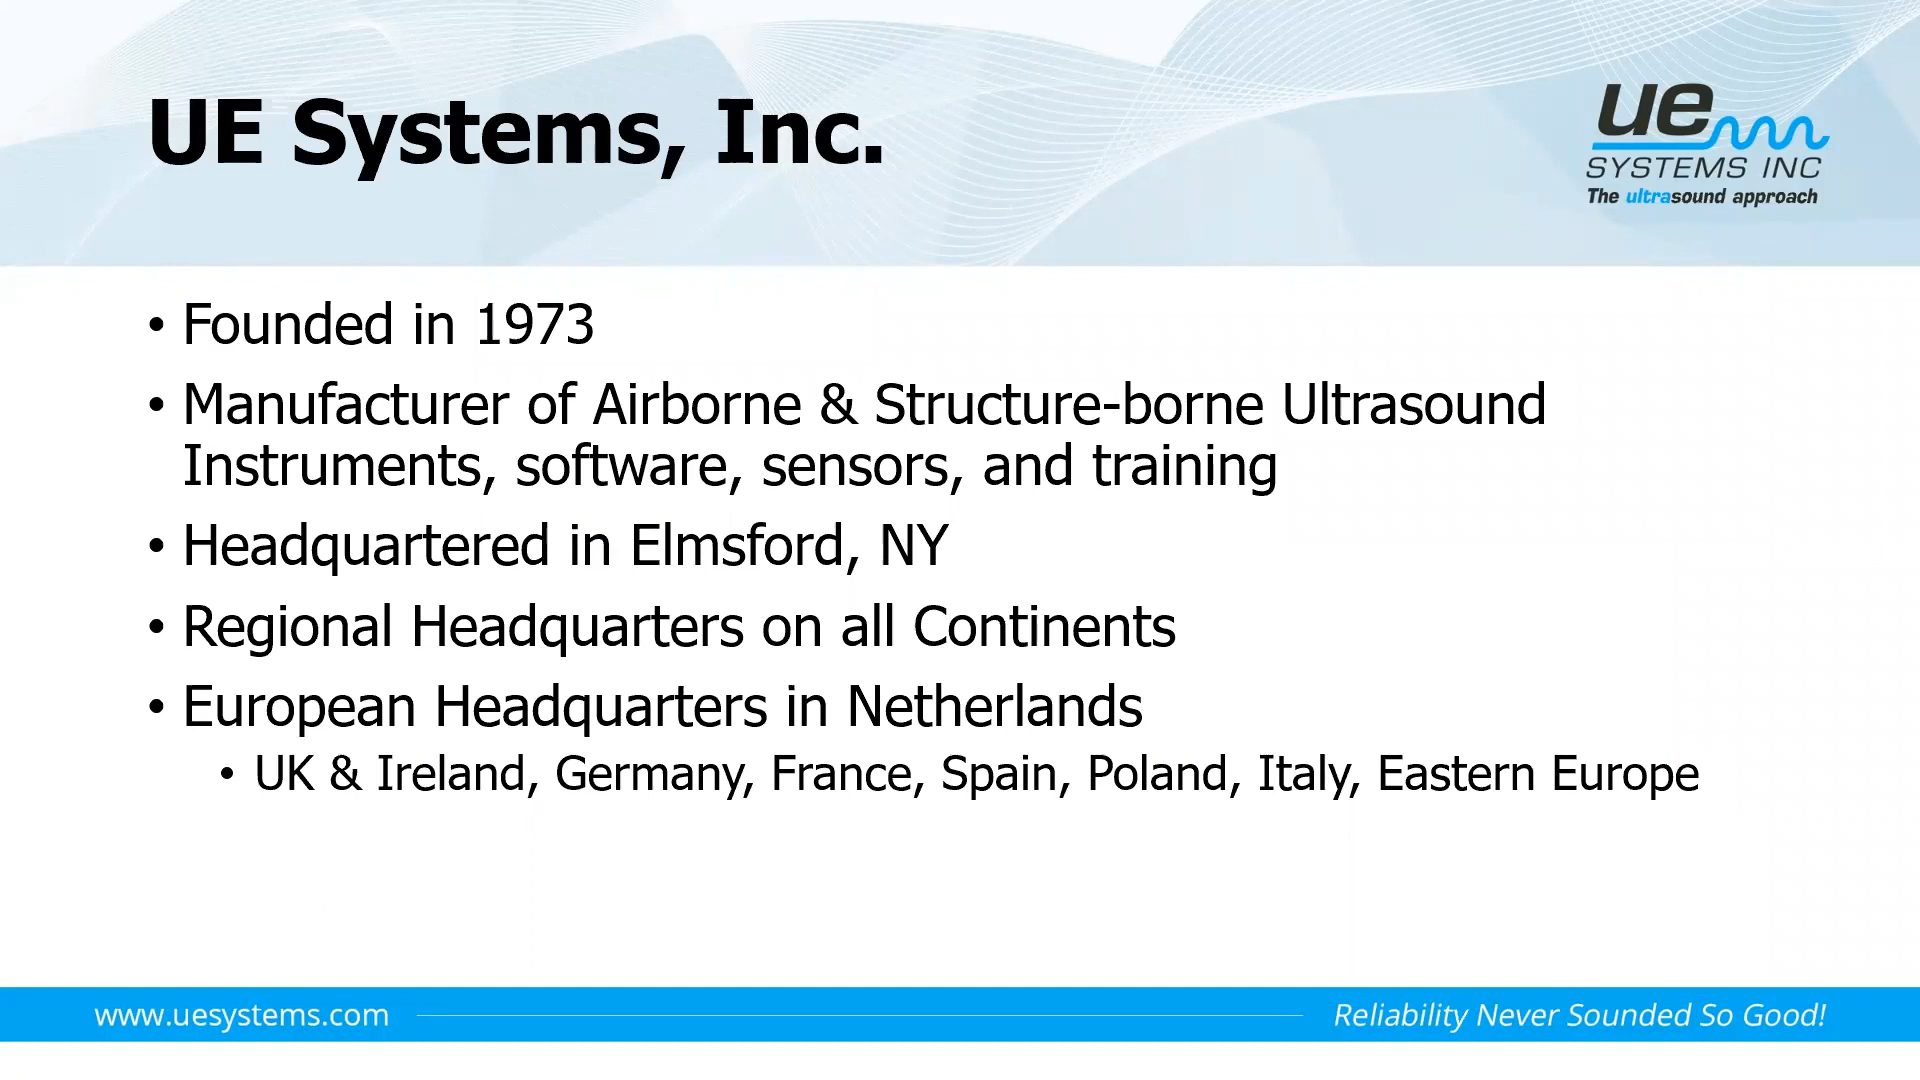 UE Systems, Inc.
ue
SYSTEMS INC
The ultrasound approach
• Founded in 1973
• Manufacturer of Airborne & Structure-borne Ultrasound
Instruments, software, sensors, and training
• Headquartered in Elmsford, NY
• Regional Headquarters on all Continents
• European Headquarters in Netherlands
• UK & Ireland, Germany, France, Spain, Poland, Italy, Eastern Europe
www.uesystems.com
Reliability Never Sounded So Good!